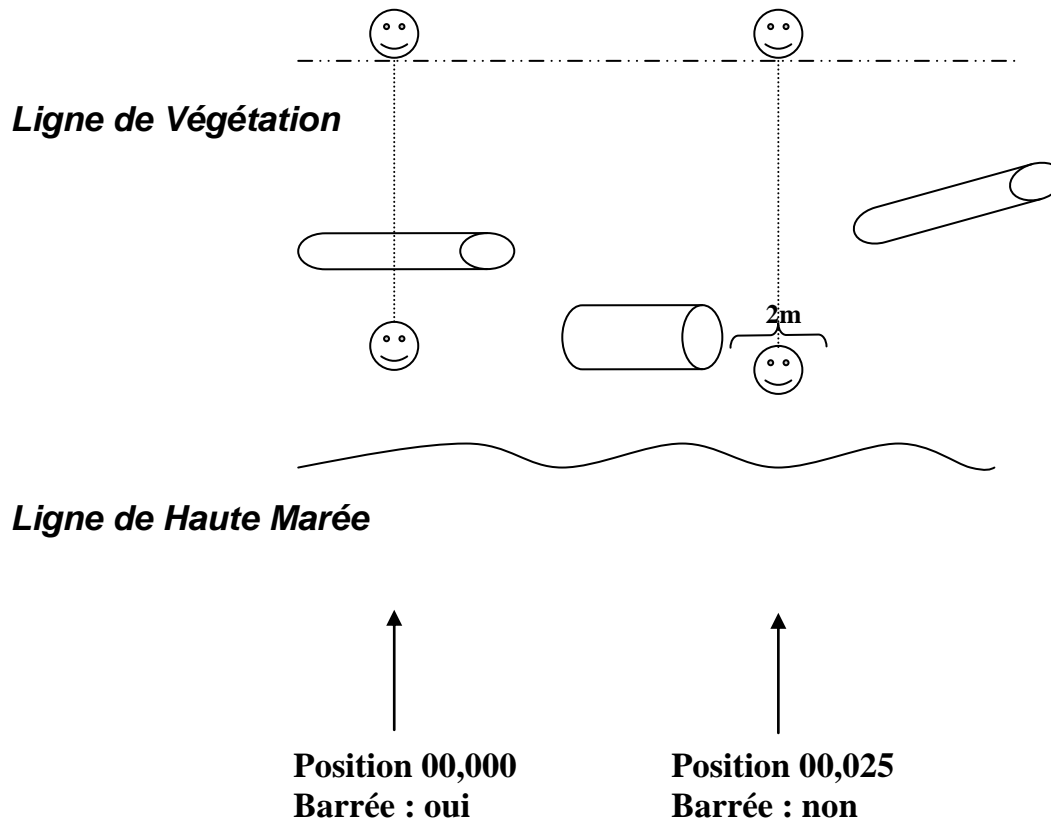 Ligne de Végétation
2m
Ligne de Haute Marée
Position 00,000
Barrée : oui
Position 00,025
Barrée : non